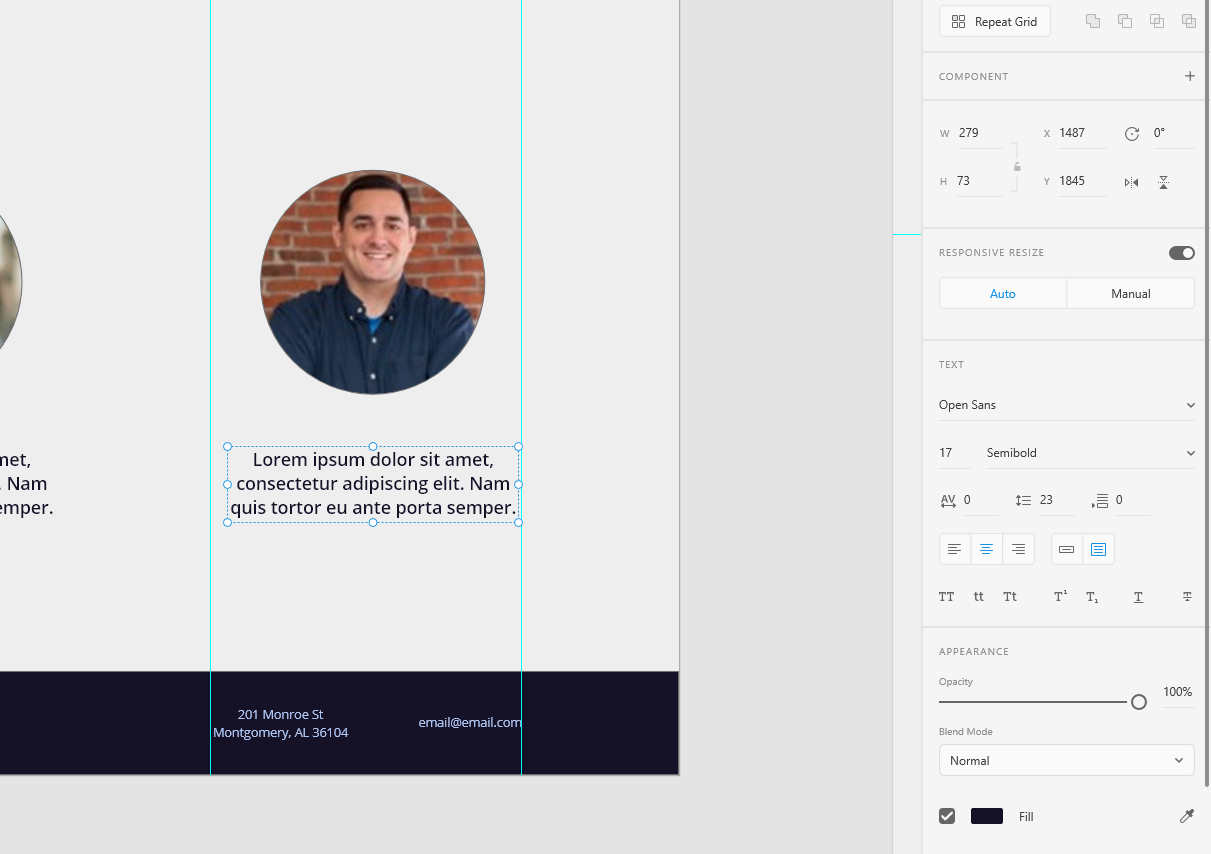 Repeat Grid
COMPONENT
W 279 X 1487 0°
H 73 Y 1845
RESPONSIVE RESIZE
Auto Manual
TEXT
Open Sans
17 Semibold
AV 0 23 0
TT tt Tt T¹ T₁ T T
APPEARANCE
Opacity
100%
Blend Mode
Normal
Fill
met,
. Nam
emper.
Lorem ipsum dolor sit amet,
consectetur adipiscing elit. Nam
quis tortor eu ante porta semper.
201 Monroe St
Montgomery, AL 36104
email@email.com